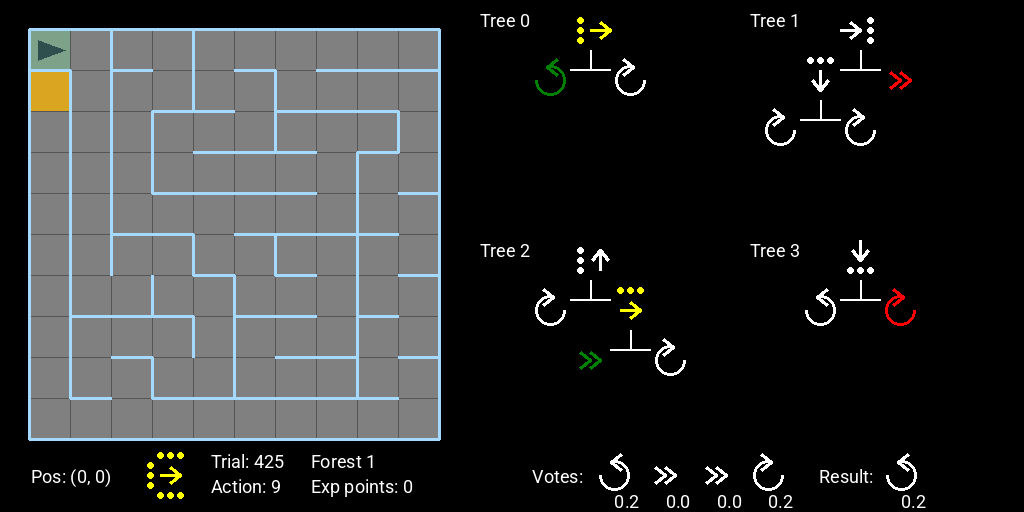 Tree 0
Tree 1
Tree 2
Tree 3
Pos: (0, 0)
Trial: 425
Forest 1
Action: 9
Exp points: 0
Votes:
0.2
0.0
0.0
0.2
Result:
0.2